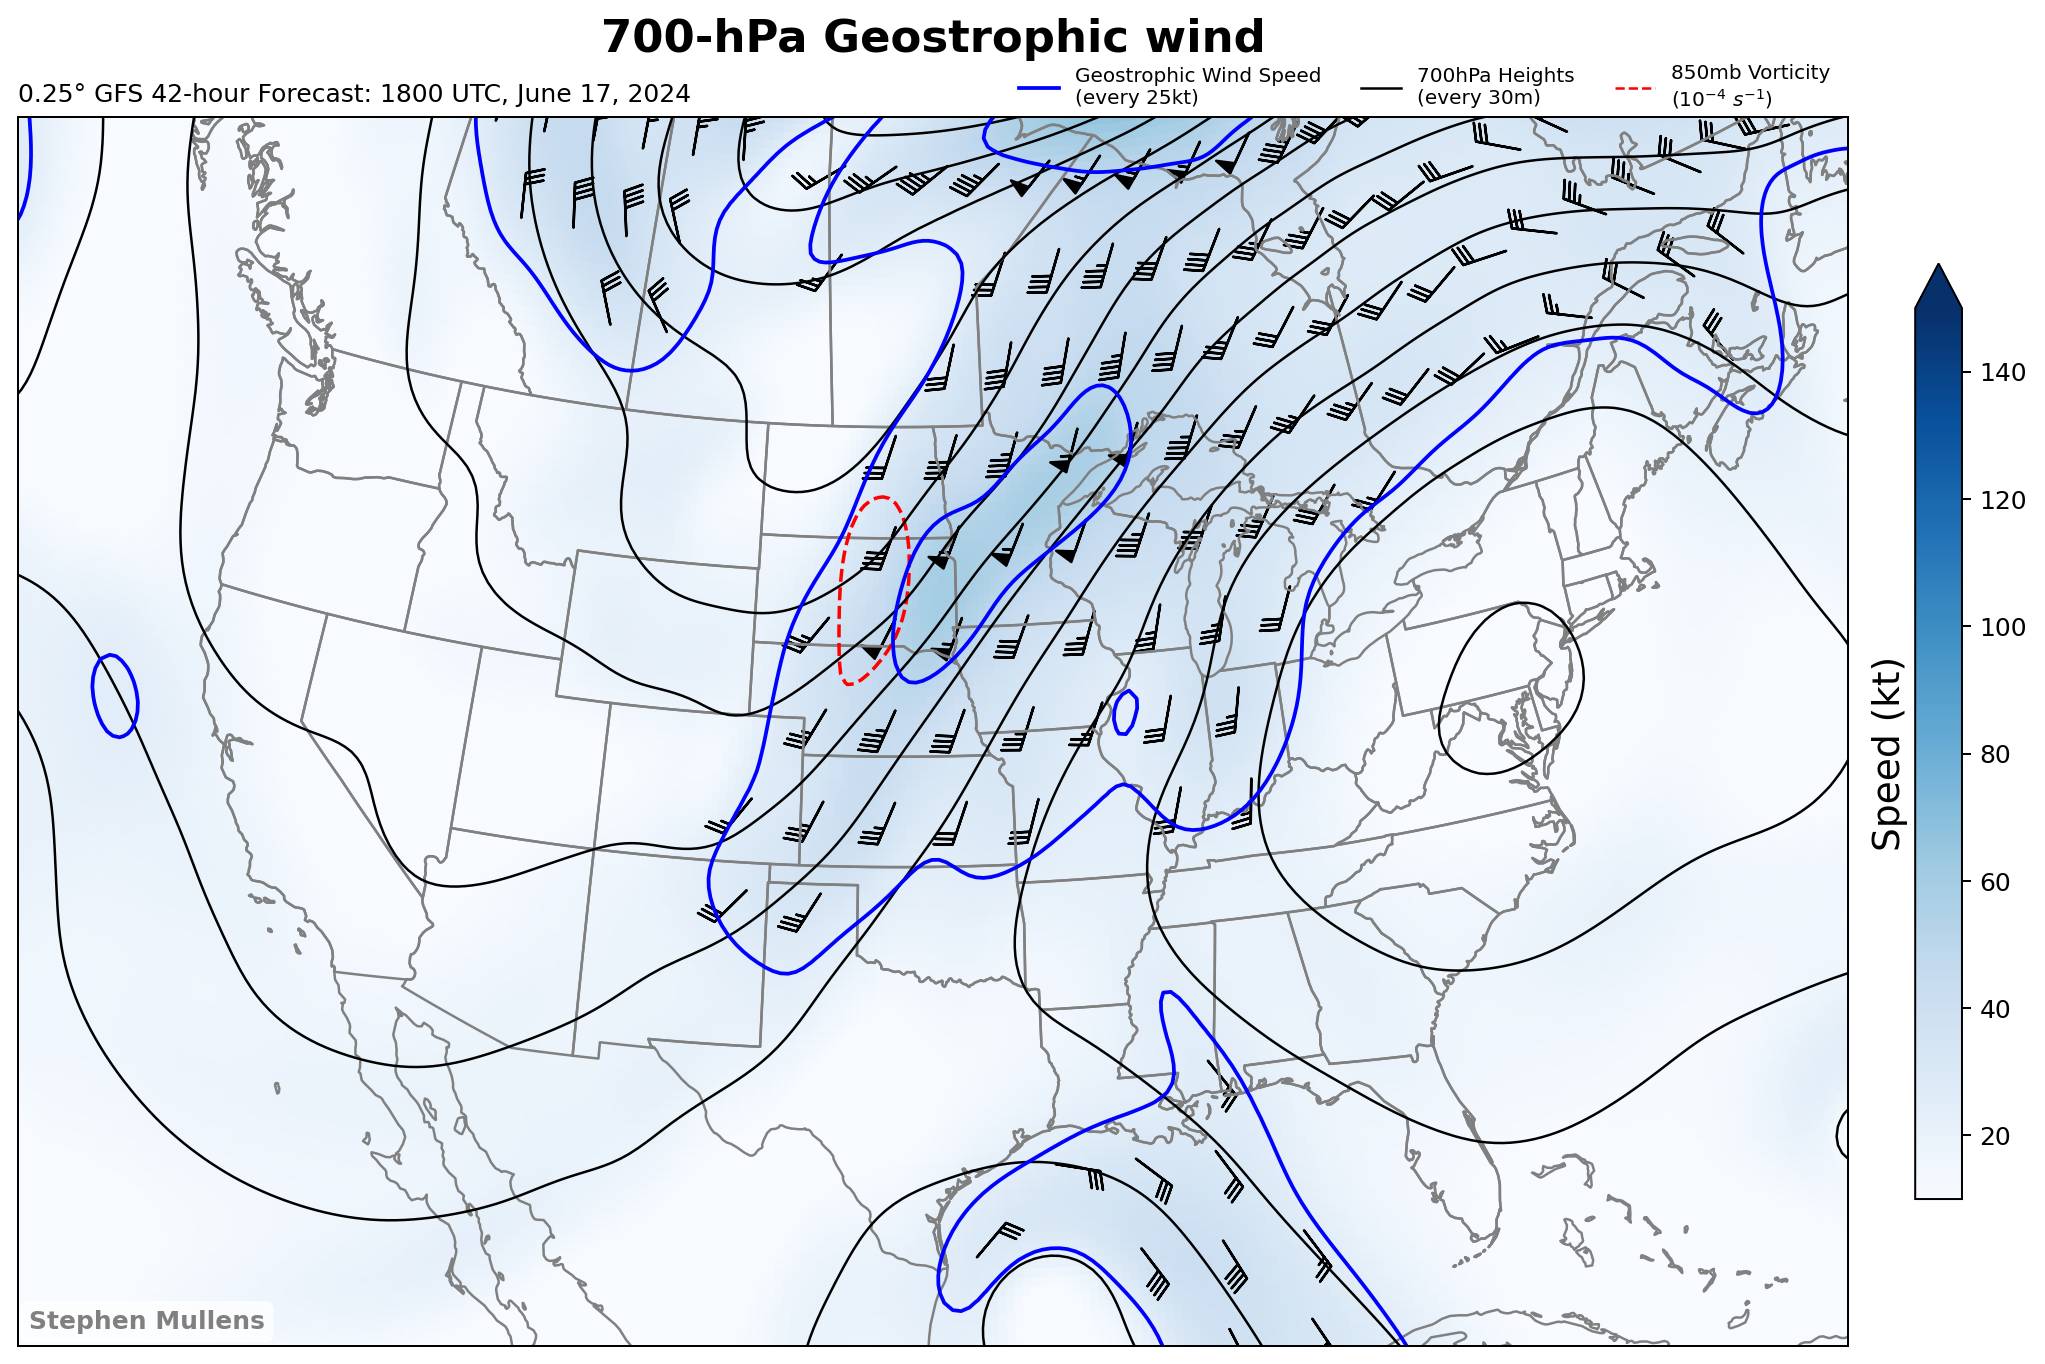 700-hPa Geostrophic wind
0.25° GFS 42-hour Forecast: 1800 UTC, June 17, 2024
Geostrophic Wind Speed
(every 25kt)
700hPa Heights
(every 30m)
850mb Vorticity
(10⁻⁴ s⁻¹)
140
120
100
80
60
40
20
Speed (kt)
Stephen Mullens